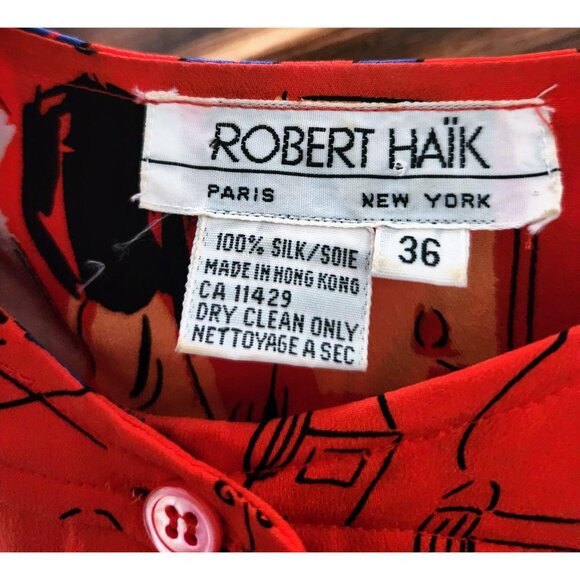 ROBERT HAÏK
PARIS NEW YORK
100% SILK/SOIE
MADE IN HONG KONG
CA 11429
DRY CLEAN ONLY
NETTOYAGE A SEC
36